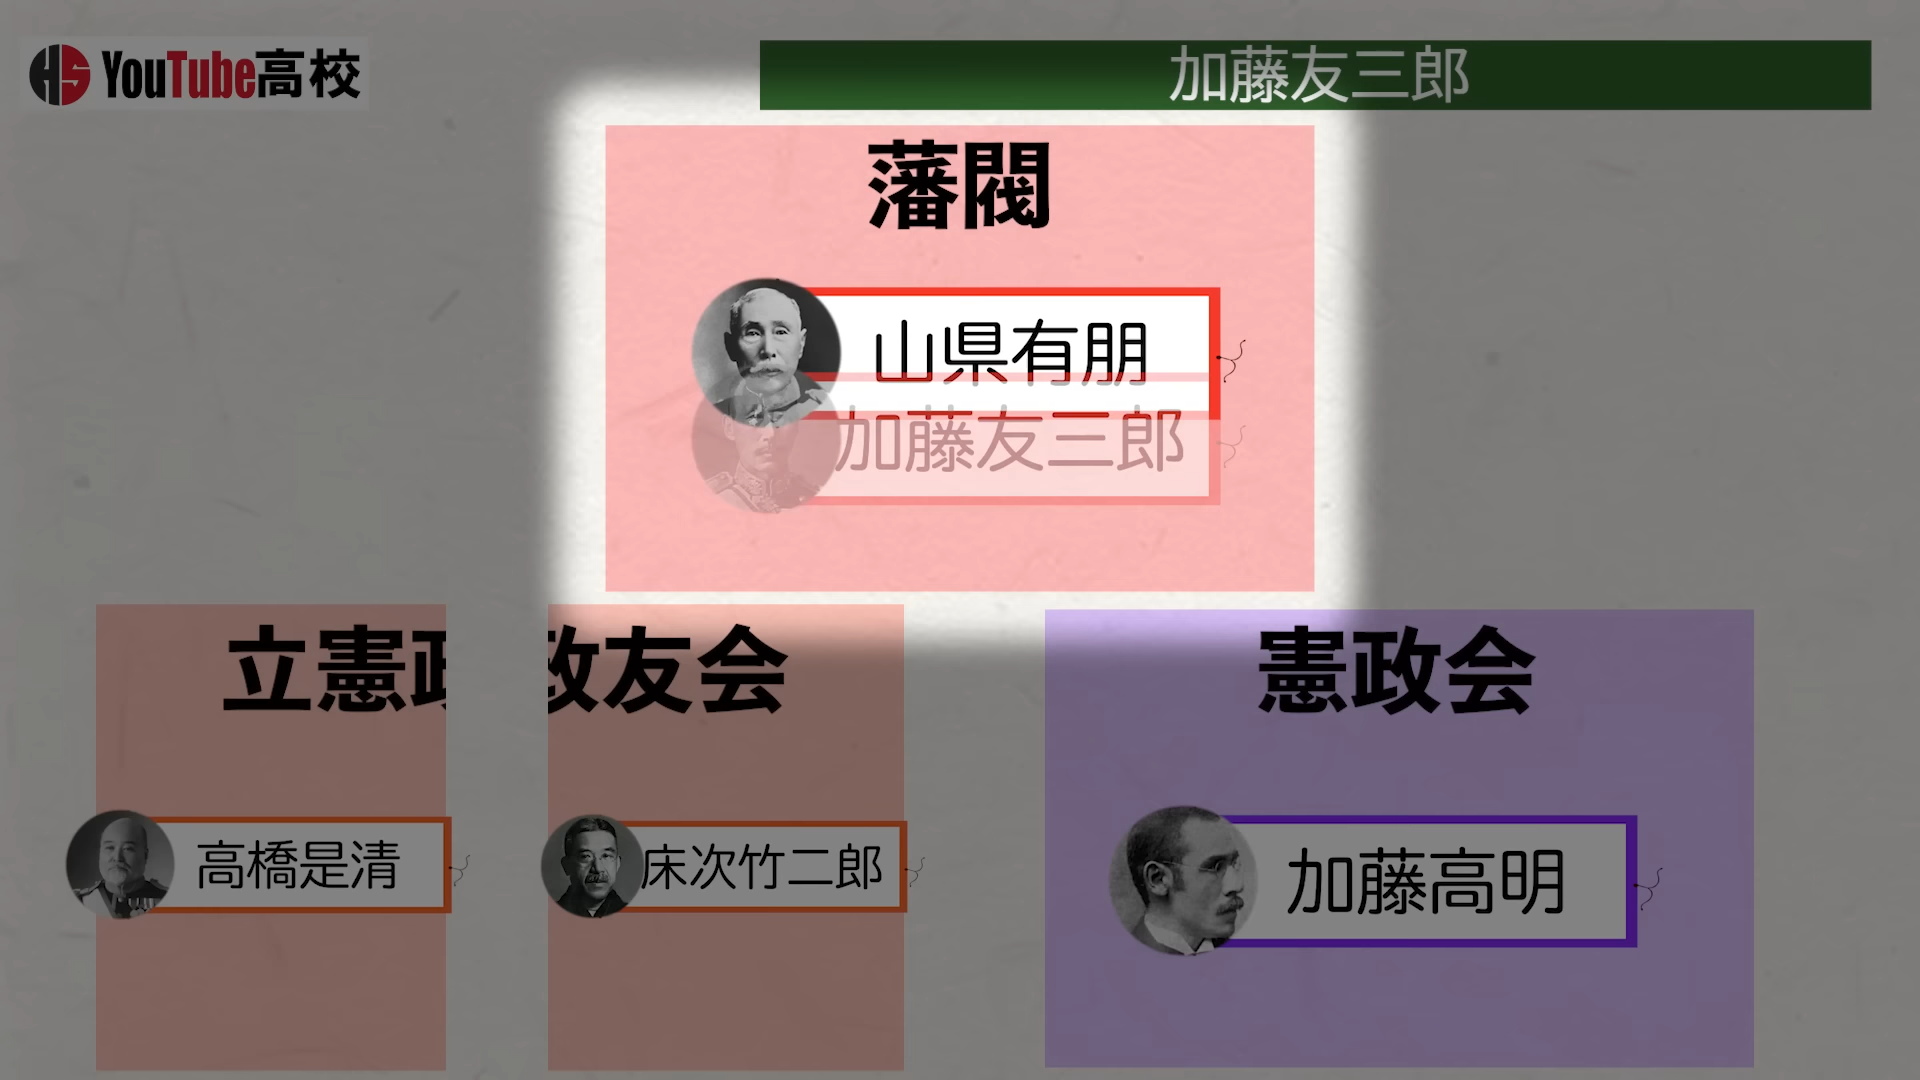 YouTube高校
加藤友三郎
藩閥
山県有朋
加藤友三郎
立憲政友会
高橋是清
床次竹二郎
憲政会
加藤高明